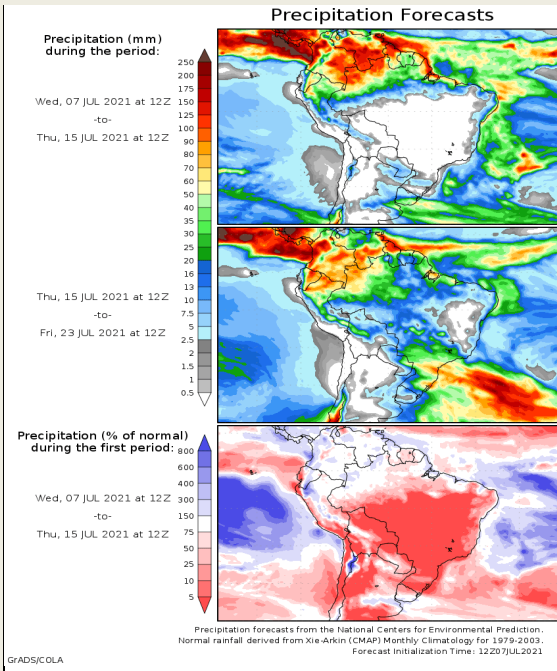 Precipitation Forecasts
Precipitation (mm)
during the period:
Wed, 07 JUL 2021 at 12Z
-to-
Thu, 15 JUL 2021 at 12Z
250
200
175
150
125
100
90
80
70
60
50
40
35
30
25
20
16
13
10
7.5
5
2.5
2
1.5
1
0.5
Thu, 15 JUL 2021 at 12Z
-to-
Fri, 23 JUL 2021 at 12Z
Precipitation (% of normal)
during the first period:
Wed, 07 JUL 2021 at 12Z
-to-
Thu, 15 JUL 2021 at 12Z
800
600
400
300
150
75
50
25
10
5
Precipitation forecasts from the National Centers for Environmental Prediction.
Normal rainfall derived from Xie-Arkin (CMAP) Monthly Climatology for 1979-2003.
Forecast Initialization Time: 12Z07JUL2021
GrADS/COLA